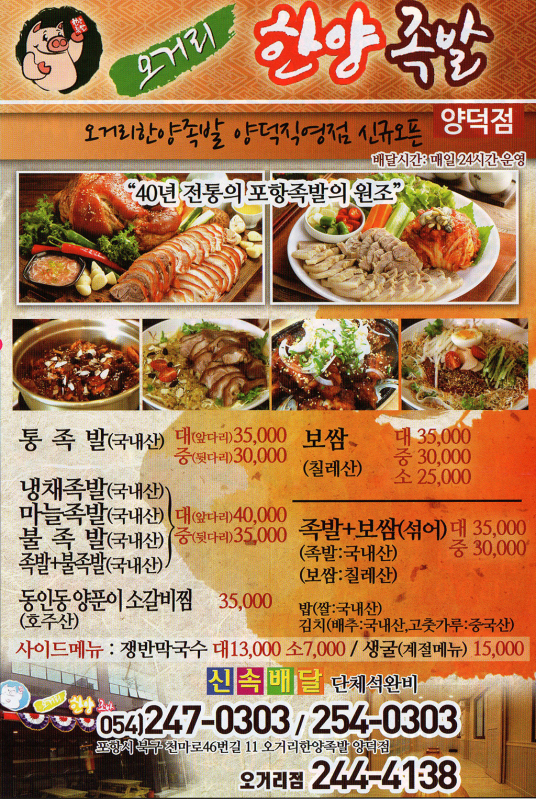 오거리 한양족발
오거리한양족발 양덕직영점 신규오픈 양덕점
배달시간: 매일 24시간 운영
"40년 전통의 포항족발의 원조"
통 족 발(국내산) 대(앞다리)35,000
중(뒷다리)30,000
냉채족발(국내산)
마늘족발(국내산) 대(앞다리)40,000
불 족 발(국내산) 중(뒷다리)35,000
족발+불족발(국내산)
동인동 양푼이 소갈비찜 35,000
(호주산)
보쌈 대 35,000
중 30,000
(칠레산) 소 25,000
족발+보쌈(섞어) 대 35,000
(족발:국내산) 중 30,000
(보쌈:칠레산)
밥(쌀:국내산)
김치(배추:국내산,고춧가루:중국산)
사이드메뉴 : 쟁반막국수 대13,000 소7,000 / 생굴(계절메뉴) 15,000
신속배달 단체석완비
054)247-0303 / 254-0303
포항시 북구 천마로46번길 11 오거리한양족발 양덕점
오거리점 244-4138